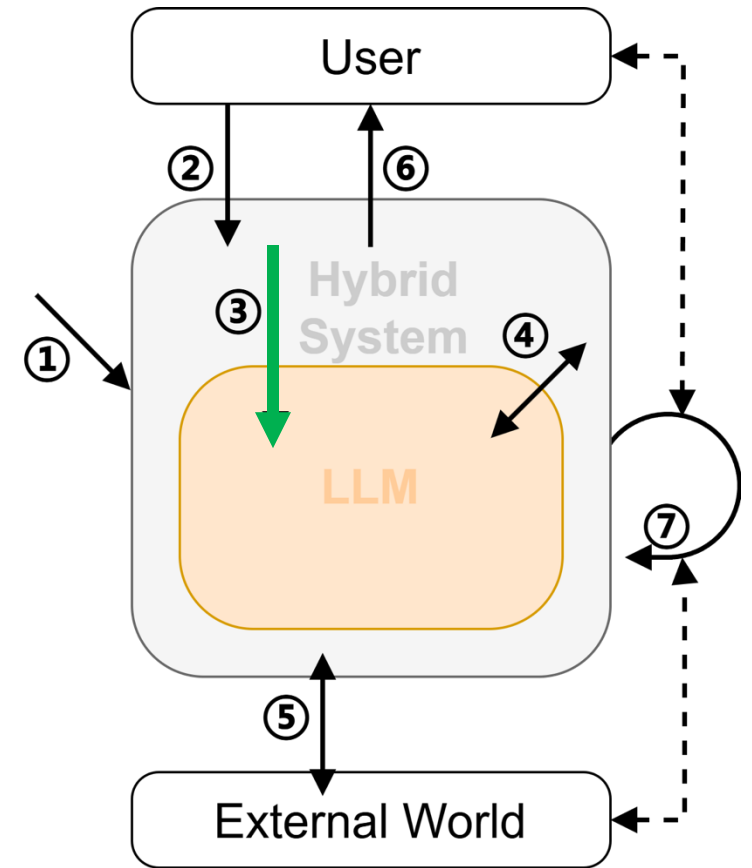 User
②
⑥
Hybrid
System
③
④
①
LLM
⑦
⑤
External World